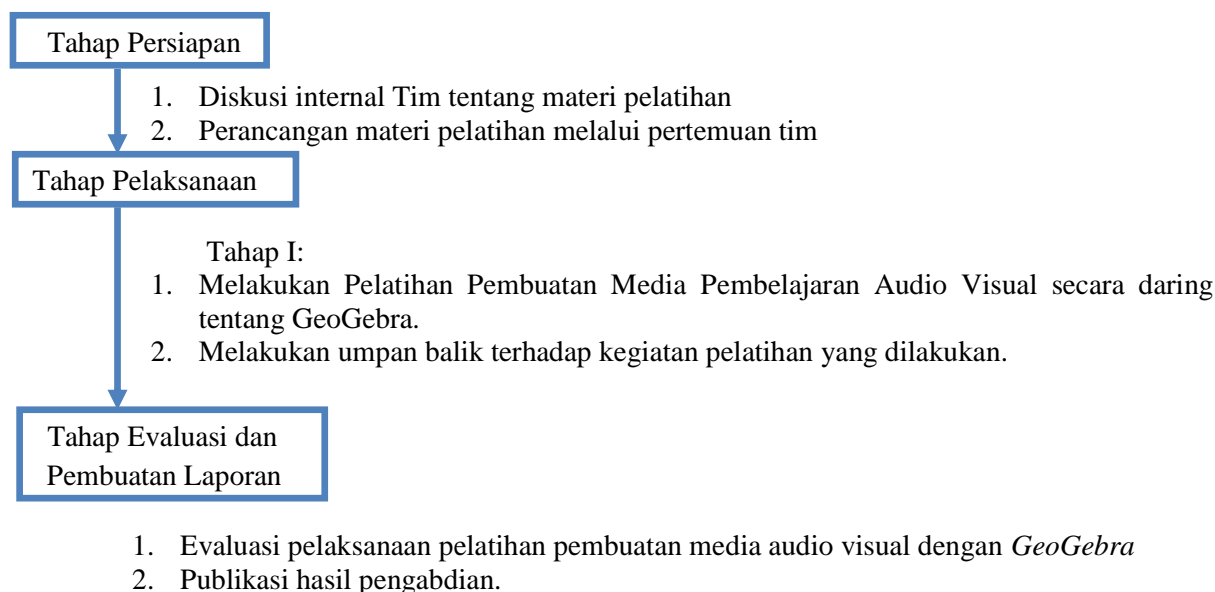 Tahap Persiapan
1. Diskusi internal Tim tentang materi pelatihan
2. Perancangan materi pelatihan melalui pertemuan tim
Tahap Pelaksanaan
Tahap I:
1. Melakukan Pelatihan Pembuatan Media Pembelajaran Audio Visual secara daring
tentang GeoGebra.
2. Melakukan umpan balik terhadap kegiatan pelatihan yang dilakukan.
Tahap Evaluasi dan
Pembuatan Laporan
1. Evaluasi pelaksanaan pelatihan pembuatan media audio visual dengan GeoGebra
2. Publikasi hasil pengabdian.